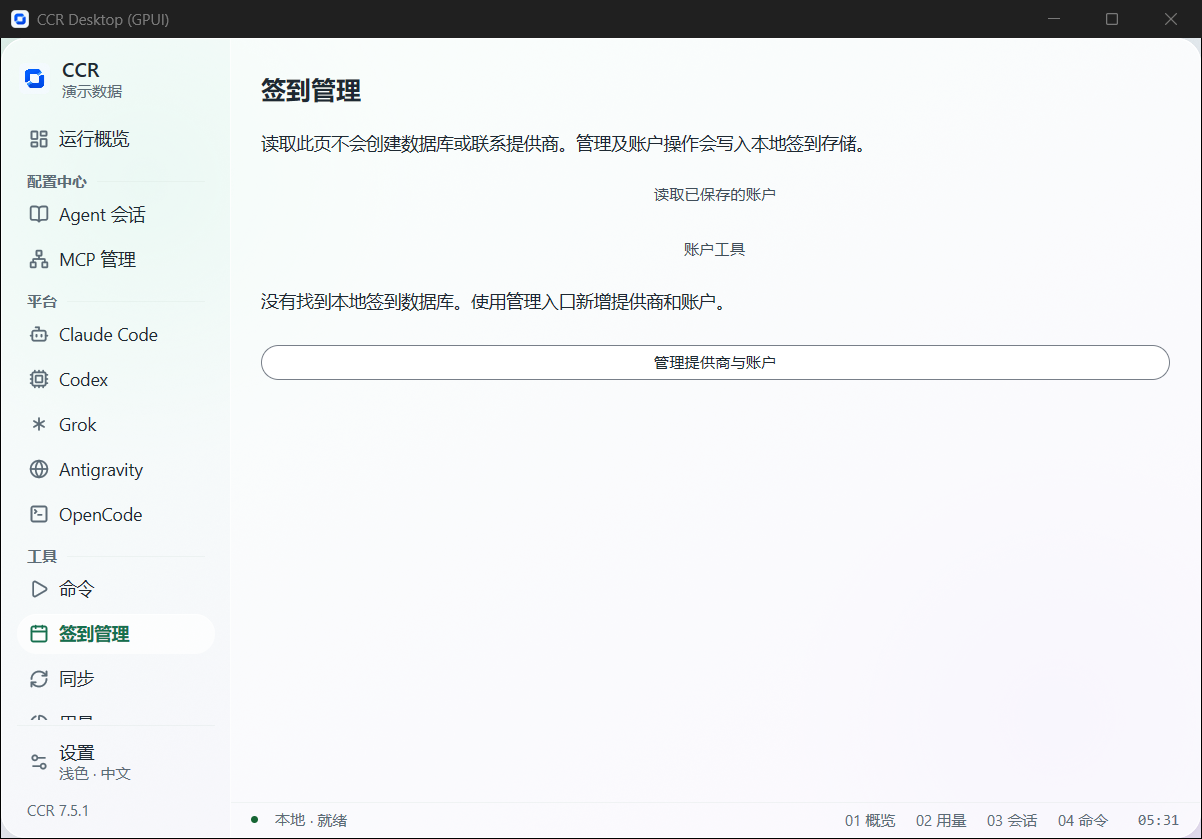 CCR Desktop (GPUI)
CCR
演示数据
运行概览
配置中心
Agent 会话
MCP 管理
平台
Claude Code
Codex
Grok
Antigravity
OpenCode
工具
命令
签到管理
同步
设置
浅色 · 中文
CCR 7.5.1
签到管理
读取此页不会创建数据库或联系提供商。管理及账户操作会写入本地签到存储。
读取已保存的账户
账户工具
没有找到本地签到数据库。使用管理入口新增提供商和账户。
管理提供商与账户
本地 · 就绪
01 概览
02 用量
03 会话
04 命令
05:31